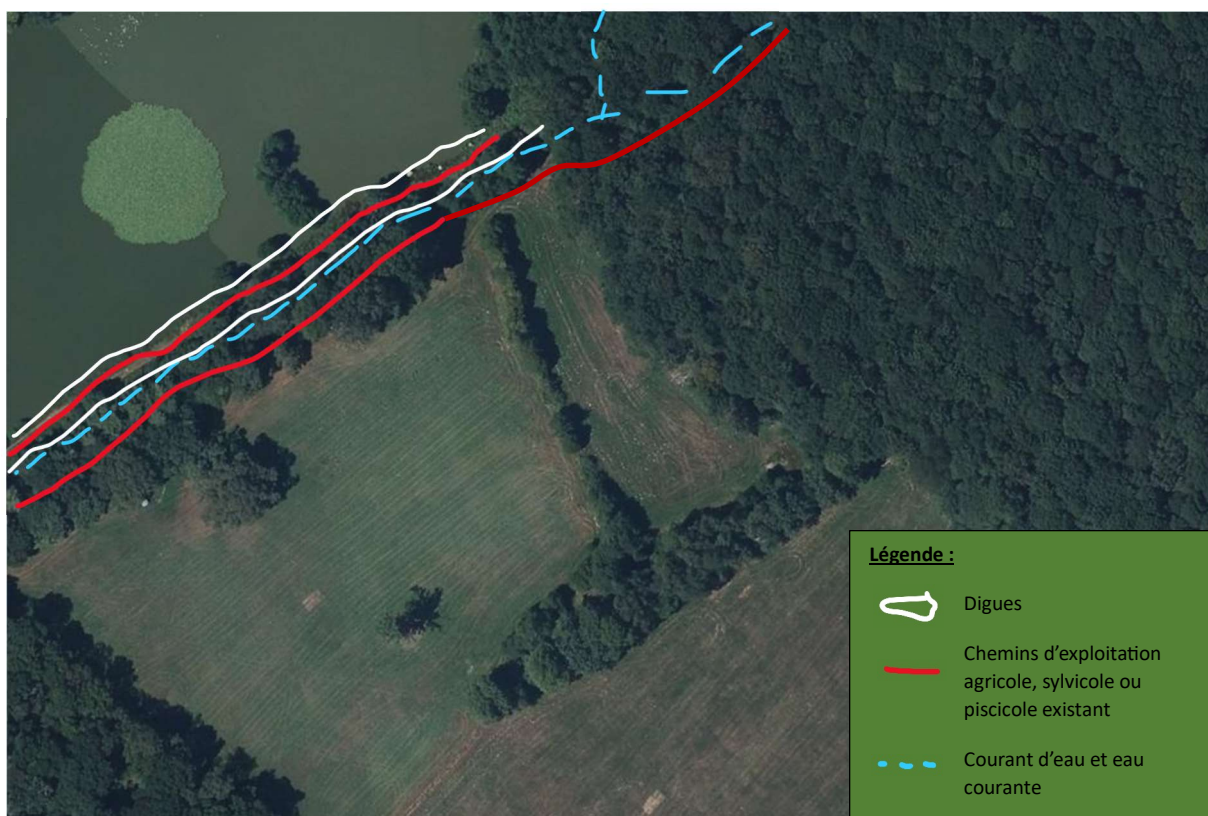 Légende :
Digues
Chemins d’exploitation
agricole, sylvicole ou
piscicole existant
Courant d’eau et eau
courante